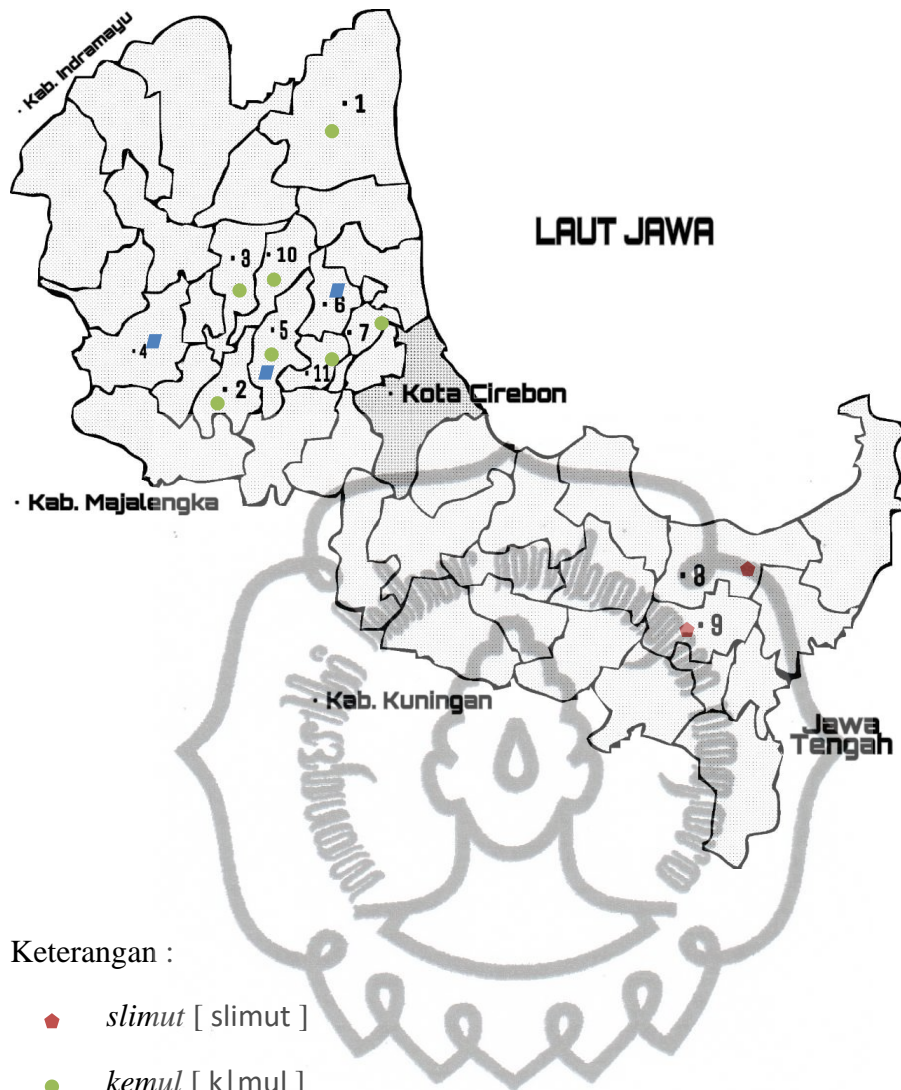 · Kab. Indramayu
· 1
LAUT JAWA
· 3
· 10
· 6
· 5
· 7
· 4
· 11
· 2
· Kota Cirebon
· Kab. Majalengka
· 8
· 9
· Kab. Kuningan
Jawa
Tengah
Keterangan :
slimut [ slimut ]
kemul [ k|mul ]